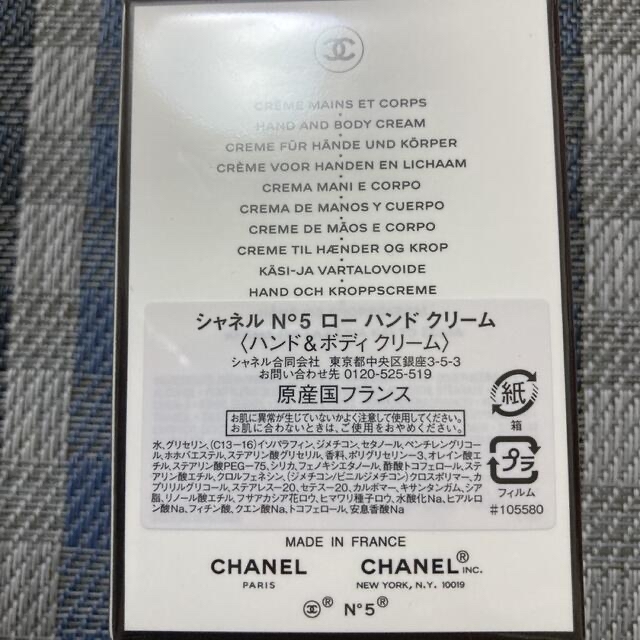 CRÈME MAINS ET CORPS
HAND AND BODY CREAM
CREME FÜR HÄNDE UND KÖRPER
CRÈME VOOR HANDEN EN LICHAAM
CREMA MANI E CORPO
CREMA DE MANOS Y CUERPO
CREME DE MÃOS E CORPO
CREME TIL HÆNDER OG KROP
KÄSI-JA VARTALOVOIDE
HAND OCH KROPPSCREME
シャネル N°5 ロー ハンド クリーム
〈ハンド&ボディ クリーム〉
シャネル合同会社 東京都中央区銀座3-5-3
お問い合わせ先 0120-525-519
原産国フランス
お肌に異常が生じていないかよく注意して使用してください。
お肌に合わないときは、ご使用をおやめください。
水、グリセリン、(C13-16)イソパラフィン、ジメチコン、セタノール、ペンチレングリコー
ル、ホホバエステル、ステアリン酸グリセリル、香料、ポリグリセリン-3、オレイン酸エ
チル、ステアリン酸PEG-75、シリカ、フェノキシエタノール、酢酸トコフェロール、ステ
アリン酸エチル、クロルフェネシン、(ジメチコン/ビニルジメチコン)クロスポリマー、カ
プリリルグリコール、ステアレス-20、セテス-20、カルボマー、キサンタンガム、シア
脂、リノール酸エチル、フサアカシア花ロウ、ヒマワリ種子ロウ、水酸化Na、ヒアルロ
ン酸Na、フィチン酸、クエン酸Na、トコフェロール、安息香酸Na
紙
箱
プラ
フィルム
#105580
MADE IN FRANCE
CHANEL CHANEL® INC.
PARIS NEW YORK, N.Y. 10019
® N°5®